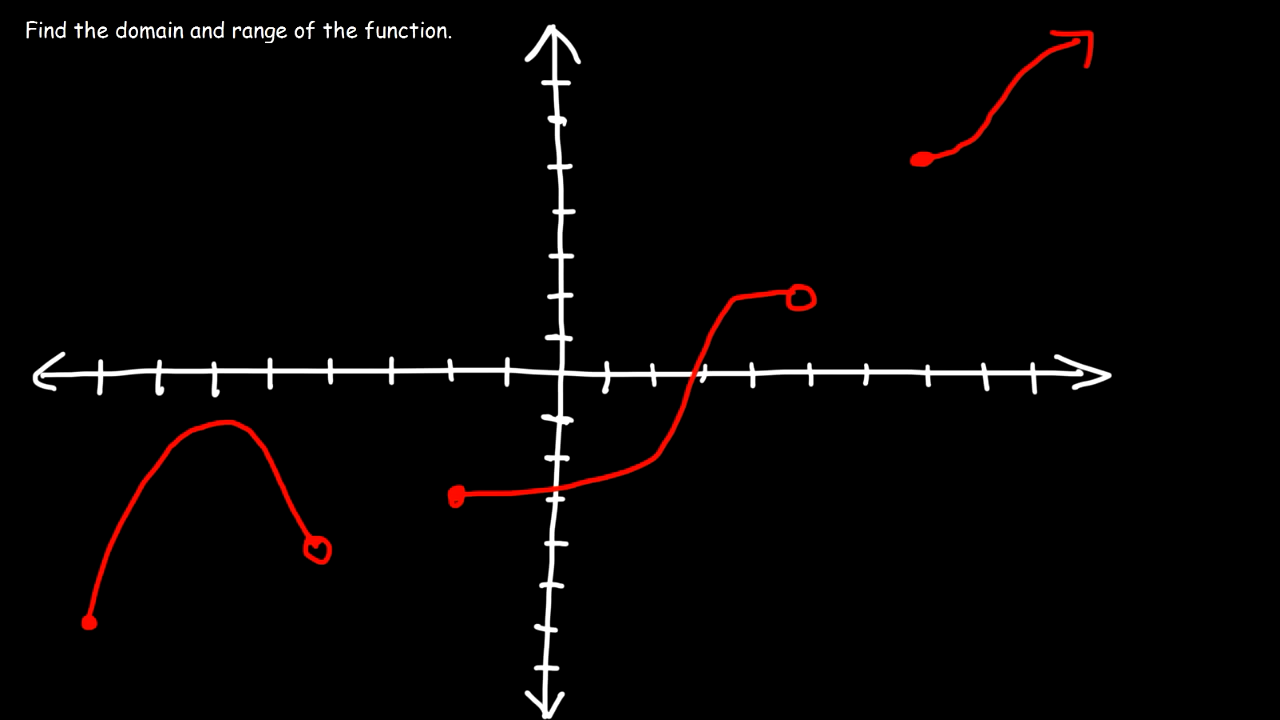 Find the domain and range of the function.